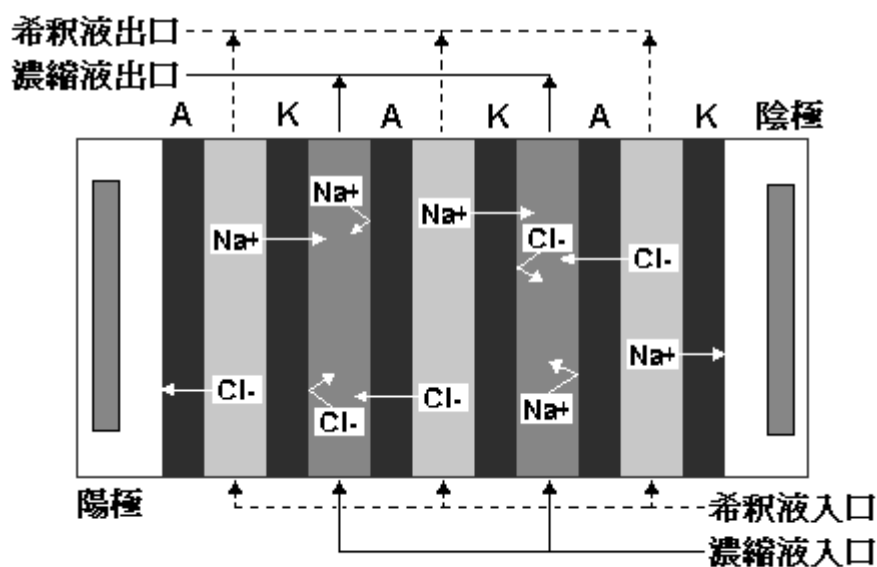 希釈液出口
濃縮液出口
A K A K A K 陰極
Na+
Na+
Na+
Cl-
Cl-
Na+
Cl-
Cl-
Cl-
Na+
陽極
希釈液入口
濃縮液入口